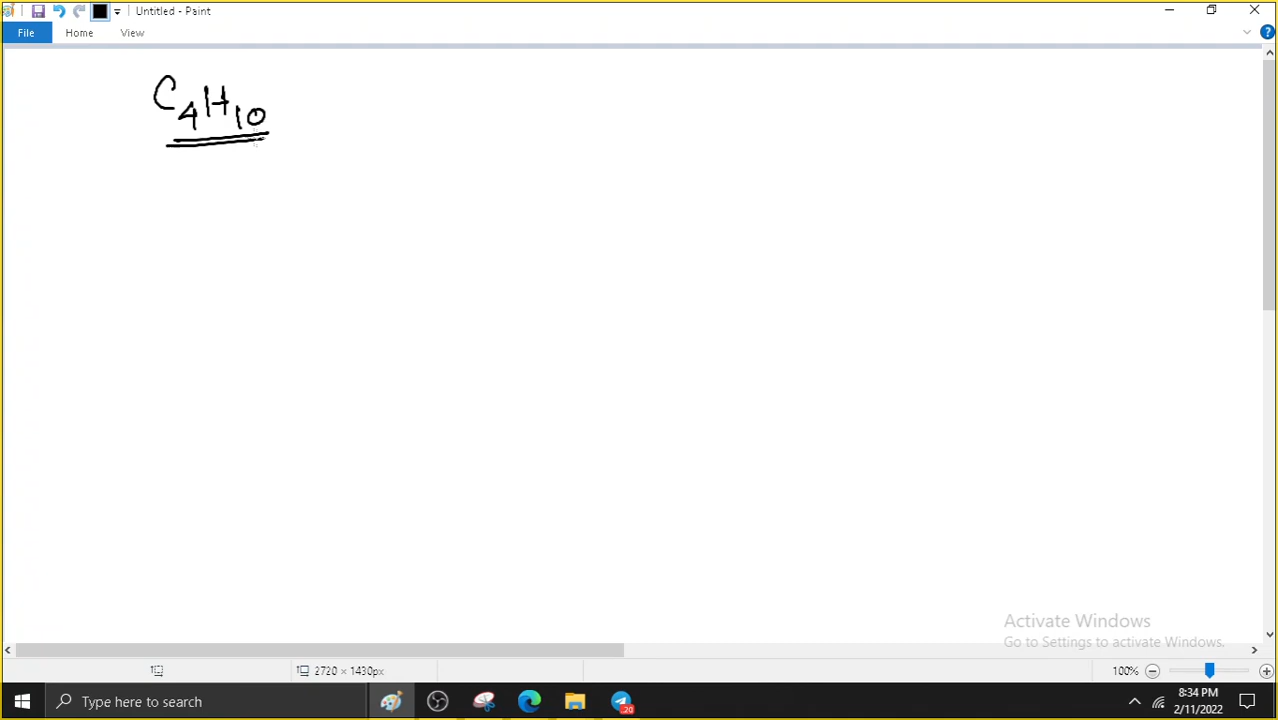 Untitled - Paint
File Home View
C₄H₁₀
Activate Windows
Go to Settings to activate Windows.
2720 × 1430px
100%
Type here to search
20
8:34 PM
2/11/2022